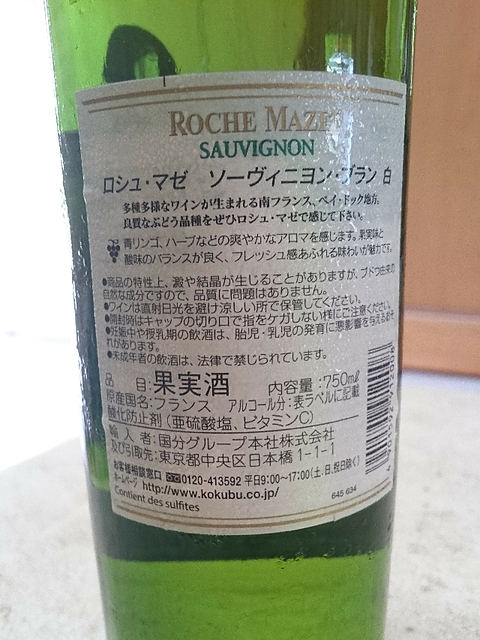 ROCHE MAZET
SAUVIGNON
ロシュ・マゼ ソーヴィニヨン・ブラン 白
多種多様なワインが生まれる南フランス、ペイ・ドック地方。
良質なぶどう品種をぜひロシュ・マゼで感じて下さい。
青リンゴ、ハーブなどの爽やかなアロマを感じます。果実味と
酸味のバランスが良く、フレッシュ感あふれる味わいが魅力です。
●商品の特性上、澱や結晶が生じることがありますが、ブドウ由来の
自然な成分ですので、品質に問題はありません。
●ワインは直射日光を避け涼しい所で保管してください。
●開封時はキャップの切り口で指をケガしない様にご注意ください。
●妊娠中や授乳期の飲酒は、胎児・乳児の発育に悪影響を与えるおそ
れがあります。
●未成年者の飲酒は、法律で禁じられています。
品 目:果実酒 内容量:750mℓ
原産国名:フランス アルコール分:表ラベルに記載
酸化防止剤(亜硫酸塩、ビタミンC)
輸入者:国分グループ本社株式会社
及び引取先:東京都中央区日本橋1-1-1
お客様相談窓口 0120-413592 平日9:00~17:00(土、日、祝日除く)
ホームページ http://www.kokubu.co.jp/
Contient des sulfites 645 634